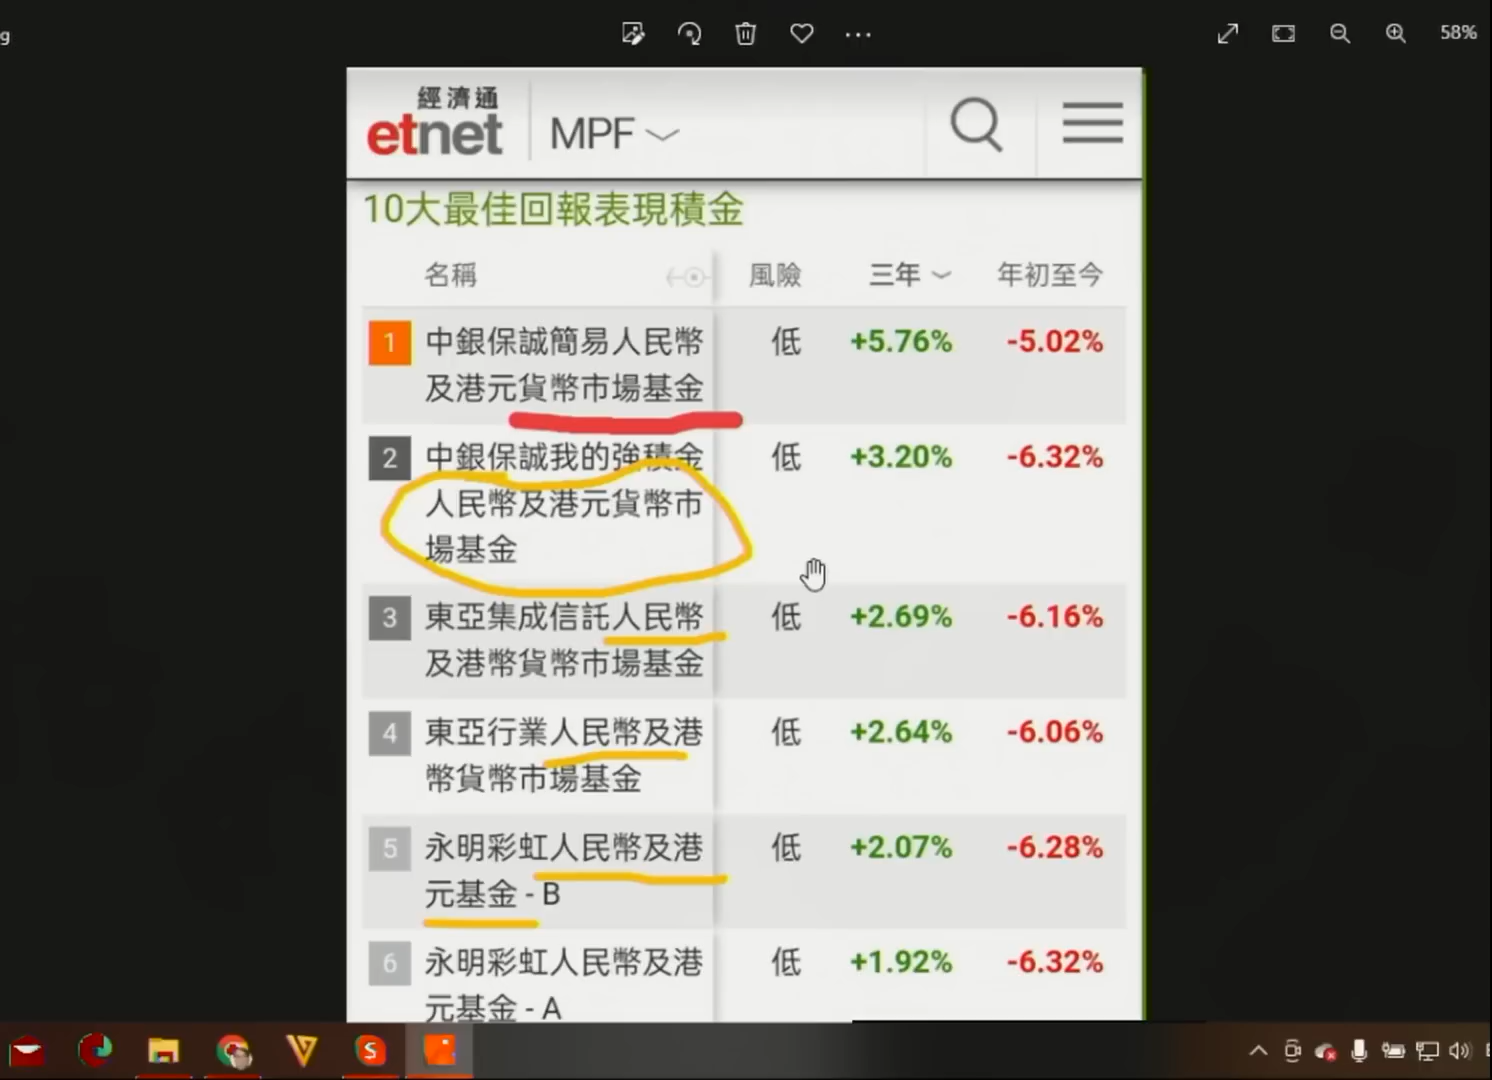 g
58%
經濟通
etnet
MPF
10大最佳回報表現積金
名稱 風險 三年 年初至今
1 中銀保誠簡易人民幣 低 +5.76% -5.02%
及港元貨幣市場基金
2 中銀保誠我的強積金 低 +3.20% -6.32%
人民幣及港元貨幣市
場基金
3 東亞集成信託人民幣 低 +2.69% -6.16%
及港幣貨幣市場基金
4 東亞行業人民幣及港 低 +2.64% -6.06%
幣貨幣市場基金
5 永明彩虹人民幣及港 低 +2.07% -6.28%
元基金 - B
6 永明彩虹人民幣及港 低 +1.92% -6.32%
元基金 - A